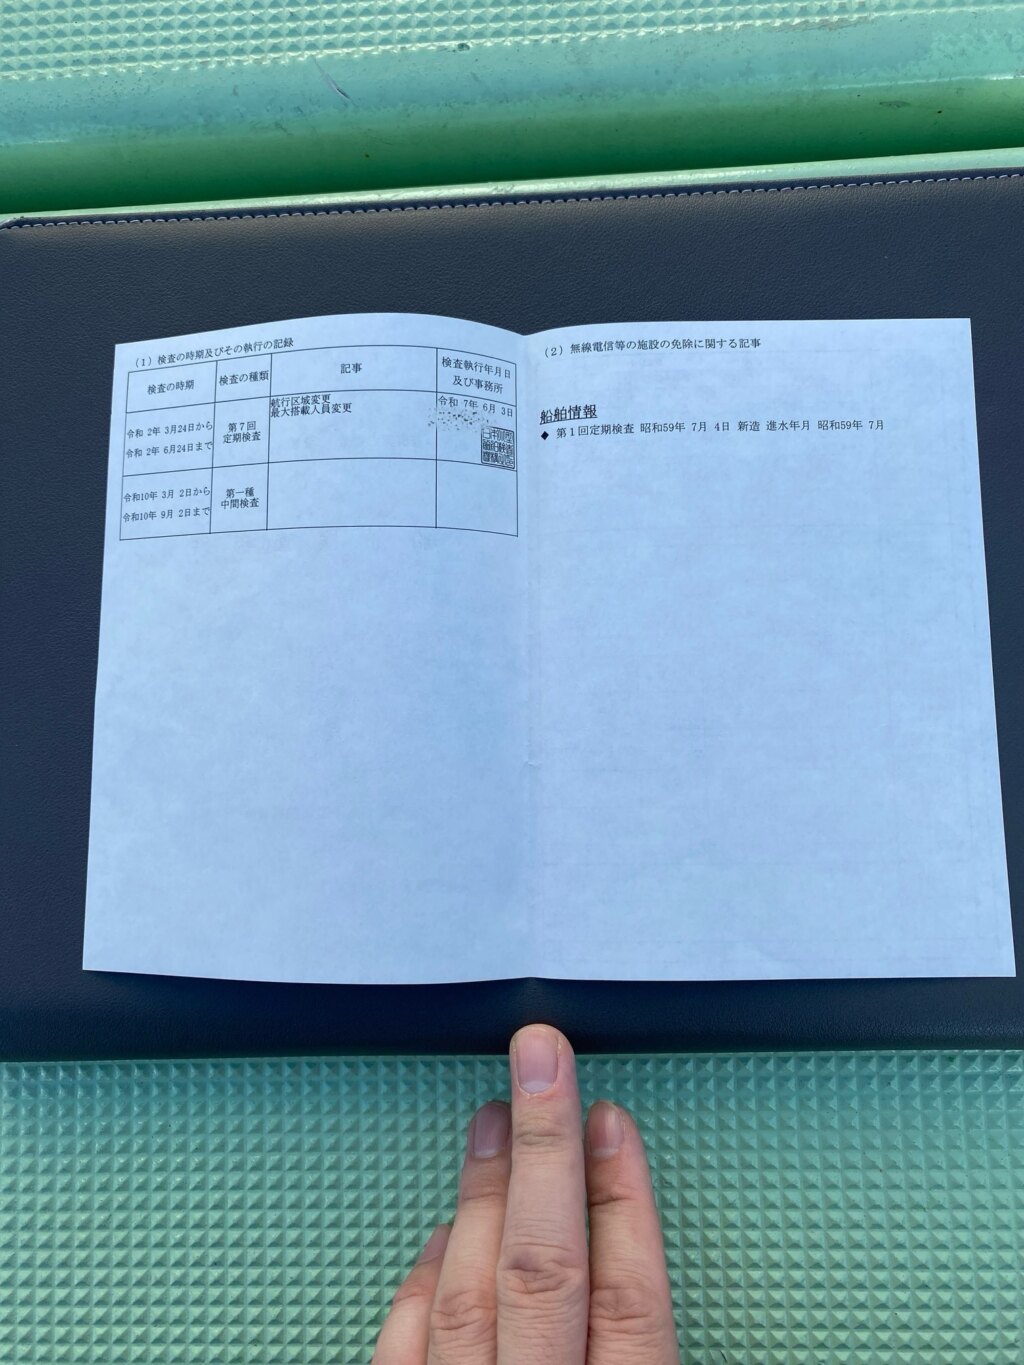 (1)検査の時期及びその執行の記録
検査の時期 検査の種類 記事 検査執行年月日
及び事務所
令和 2年 3月24日から
令和 2年 6月24日まで
第7回
定期検査
航行区域変更
最大搭載人員変更
令和 7年 6月 3日
令和10年 3月 2日から
令和10年 9月 2日まで
第一種
中間検査
(2)無線電信等の施設の免除に関する記事
船舶情報
◆ 第1回定期検査 昭和59年 7月 4日 新造 進水年月 昭和59年 7月